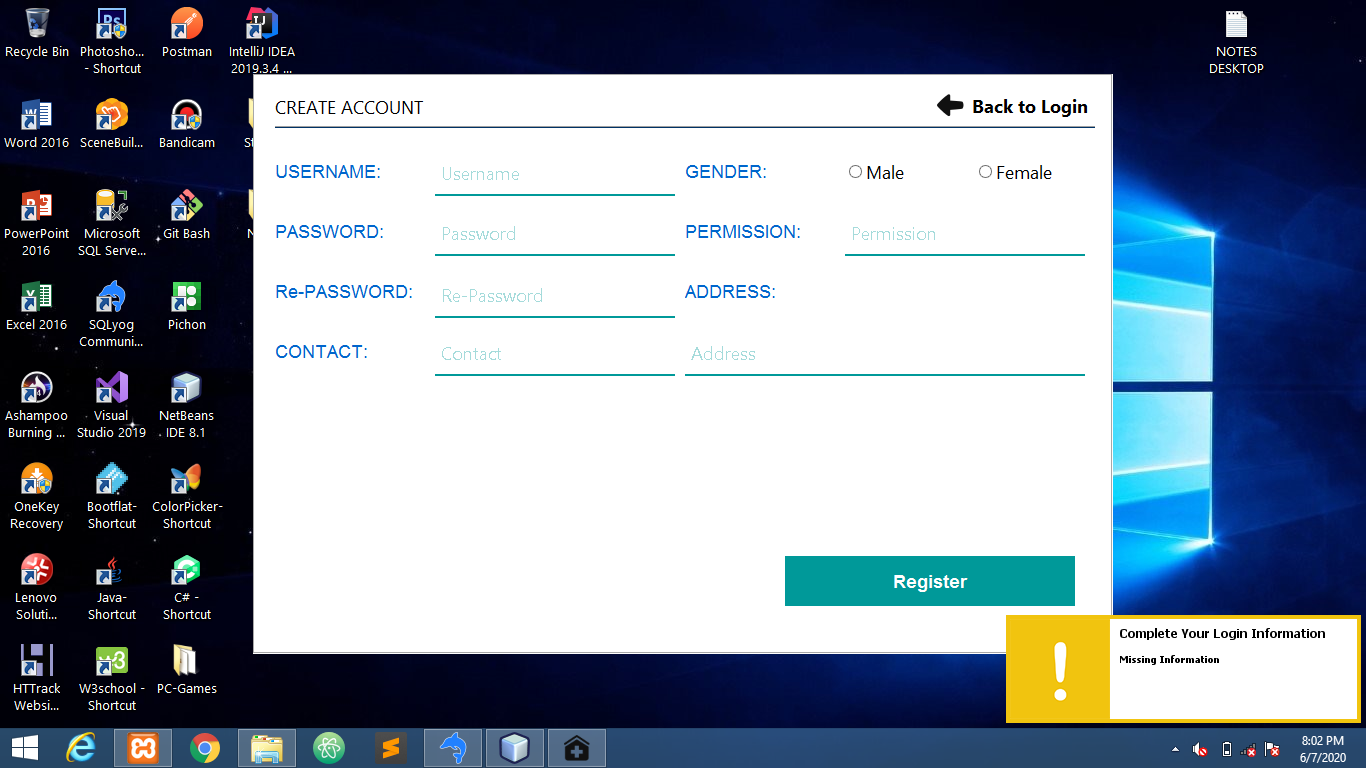 Recycle Bin
Photosho...
- Shortcut
Postman
IntelliJ IDEA
2019.3.4 ...
NOTES
DESKTOP
Word 2016
SceneBuil...
Bandicam
PowerPoint
2016
Microsoft
SQL Serve...
Git Bash
Excel 2016
SQLyog
Communi...
Pichon
Ashampoo
Burning ...
Visual
Studio 2019
NetBeans
IDE 8.1
OneKey
Recovery
Bootflat-
Shortcut
ColorPicker-
Shortcut
Lenovo
Soluti...
Java-
Shortcut
C# -
Shortcut
HTTrack
Websi...
W3school -
Shortcut
PC-Games
CREATE ACCOUNT
Back to Login
USERNAME:
Username
GENDER:
Male
Female
PASSWORD:
Password
PERMISSION:
Permission
Re-PASSWORD:
Re-Password
ADDRESS:
CONTACT:
Contact
Address
Register
Complete Your Login Information
Missing Information
8:02 PM
6/7/2020